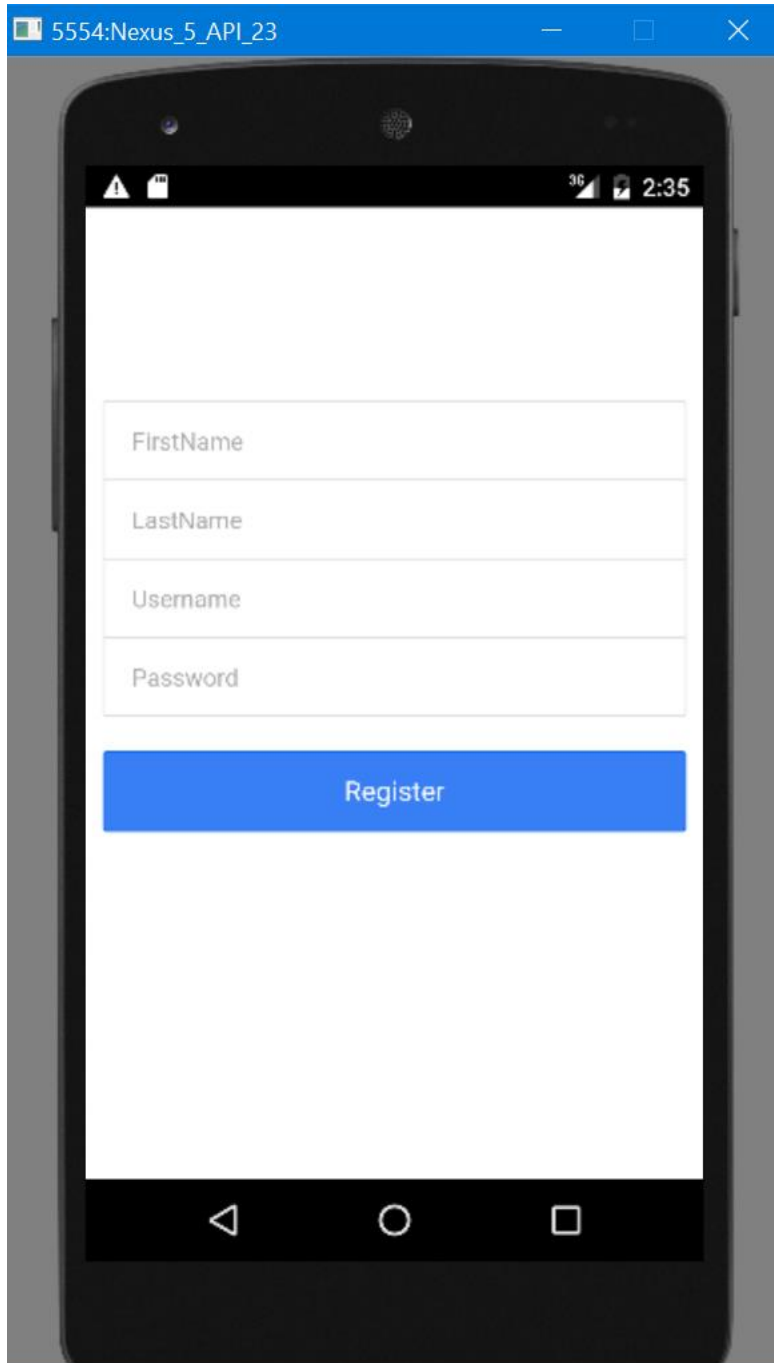 5554:Nexus_5_API_23
3G 2:35
FirstName
LastName
Username
Password
Register